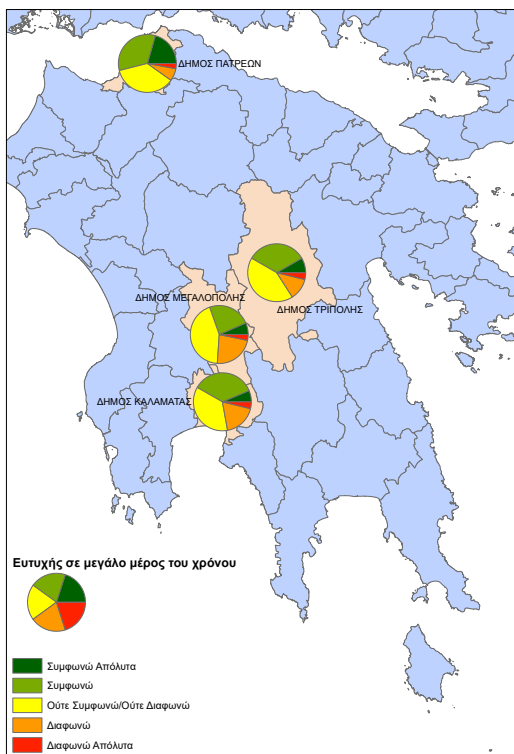 ΔΗΜΟΣ ΠΑΤΡΕΩΝ
ΔΗΜΟΣ ΜΕΓΑΛΟΠΟΛΗΣ
ΔΗΜΟΣ ΤΡΙΠΟΛΗΣ
ΔΗΜΟΣ ΚΑΛΑΜΑΤΑΣ
Ευτυχής σε μεγάλο μέρος του χρόνου
Συμφωνώ Απόλυτα
Συμφωνώ
Ούτε Συμφωνώ/Ούτε Διαφωνώ
Διαφωνώ
Διαφωνώ Απόλυτα